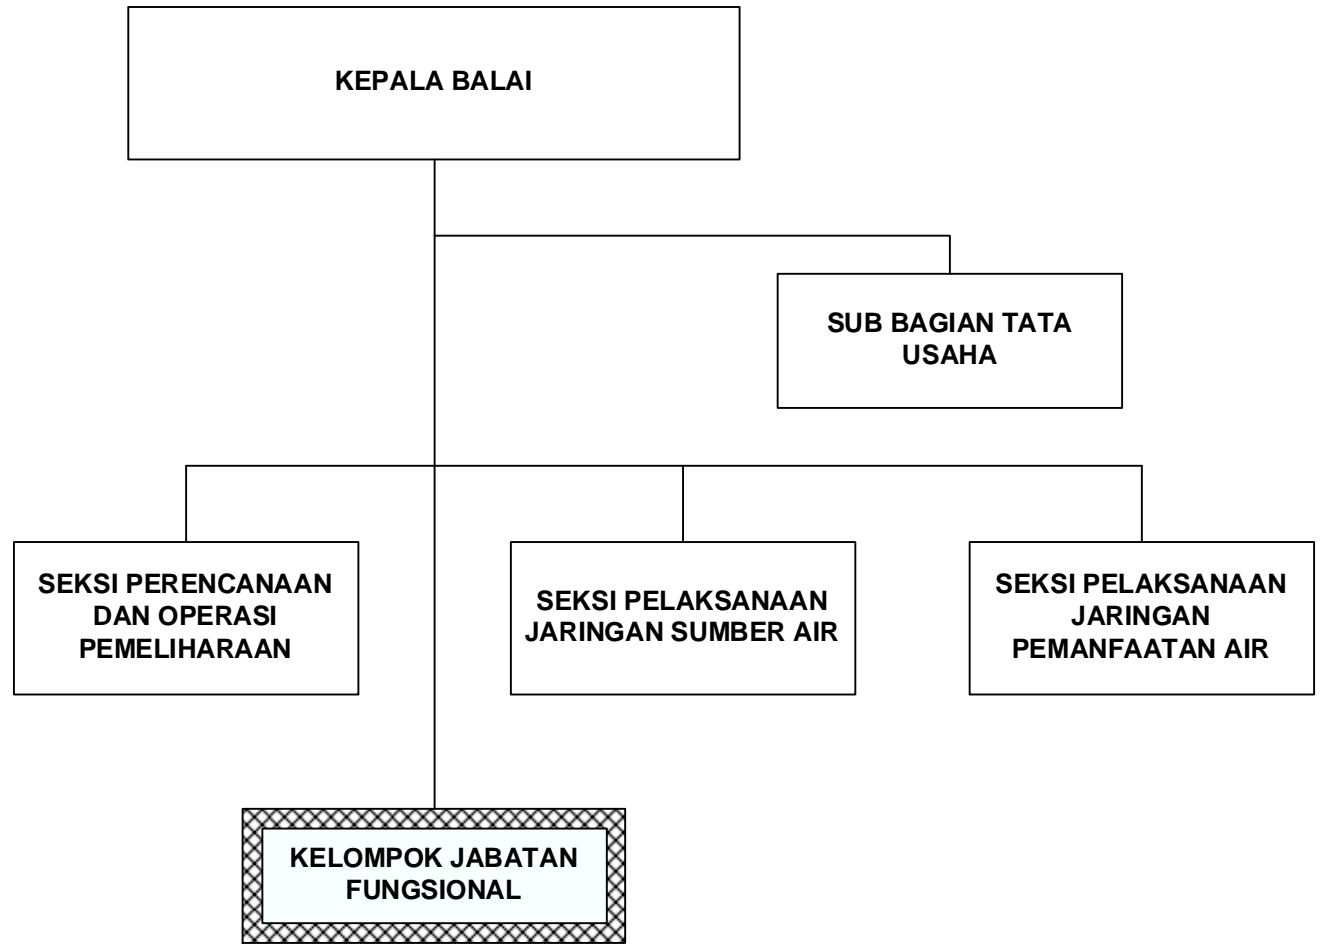 KEPALA BALAI
SUB BAGIAN TATA
USAHA
SEKSI PERENCANAAN
DAN OPERASI
PEMELIHARAAN
SEKSI PELAKSANAAN
JARINGAN SUMBER AIR
SEKSI PELAKSANAAN
JARINGAN
PEMANFAATAN AIR
KELOMPOK JABATAN
FUNGSIONAL